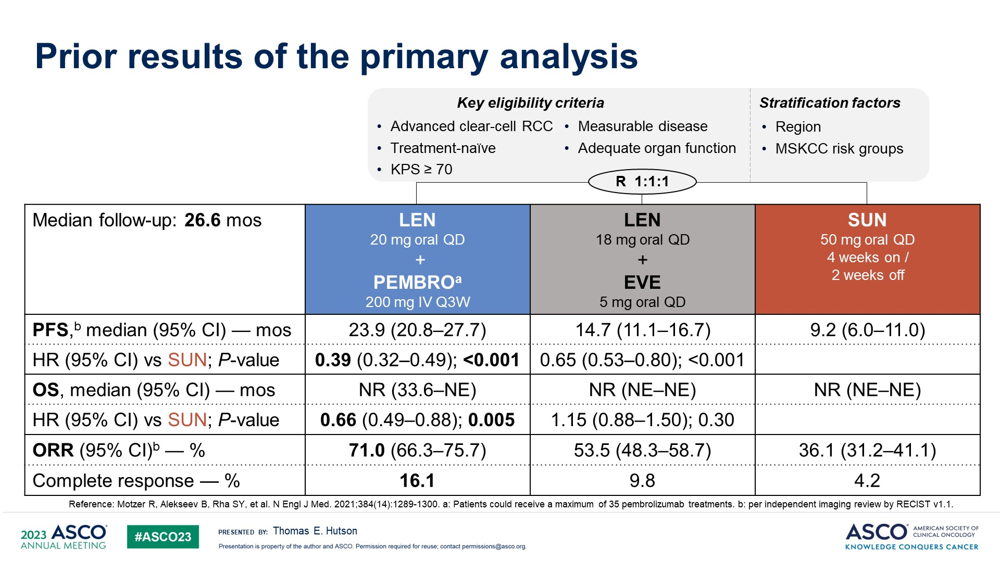 Prior results of the primary analysis
Key eligibility criteria
• Advanced clear-cell RCC
• Treatment-naïve
• KPS ≥ 70
• Measurable disease
• Adequate organ function
Stratification factors
• Region
• MSKCC risk groups
R 1:1:1
Median follow-up: 26.6 mos
LEN
20 mg oral QD
+
PEMBROᵃ
200 mg IV Q3W
LEN
18 mg oral QD
+
EVE
5 mg oral QD
SUN
50 mg oral QD
4 weeks on /
2 weeks off
PFS,ᵇ median (95% CI) — mos 23.9 (20.8–27.7) 14.7 (11.1–16.7) 9.2 (6.0–11.0)
HR (95% CI) vs SUN; P-value 0.39 (0.32–0.49); <0.001 0.65 (0.53–0.80); <0.001
OS, median (95% CI) — mos NR (33.6–NE) NR (NE–NE) NR (NE–NE)
HR (95% CI) vs SUN; P-value 0.66 (0.49–0.88); 0.005 1.15 (0.88–1.50); 0.30
ORR (95% CI)ᵇ — % 71.0 (66.3–75.7) 53.5 (48.3–58.7) 36.1 (31.2–41.1)
Complete response — % 16.1 9.8 4.2
Reference: Motzer R, Alekseev B, Rha SY, et al. N Engl J Med. 2021;384(14):1289-1300. a: Patients could receive a maximum of 35 pembrolizumab treatments. b: per independent imaging review by RECIST v1.1.
2023 ASCO®
ANNUAL MEETING
#ASCO23
PRESENTED BY: Thomas E. Hutson
Presentation is property of the author and ASCO. Permission required for reuse; contact permissions@asco.org.
ASCO® AMERICAN SOCIETY OF
CLINICAL ONCOLOGY
KNOWLEDGE CONQUERS CANCER